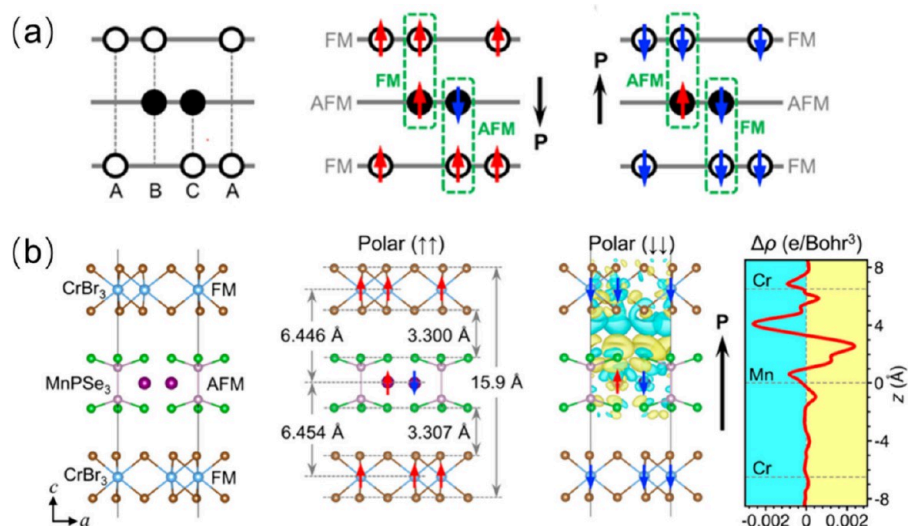 (a)
FM
FM
AFM
AFM
P
FM
A B C A
FM
P
AFM
AFM
FM
FM
(b)
CrBr₃
FM
MnPSe₃
AFM
CrBr₃
FM
c
a
Polar (↑↑)
6.446 Å
3.300 Å
15.9 Å
6.454 Å
3.307 Å
Polar (↓↓)
P
Δρ (e/Bohr³)
Cr
Mn
Cr
8
4
0
-4
-8
z (Å)
-0.002 0 0.002